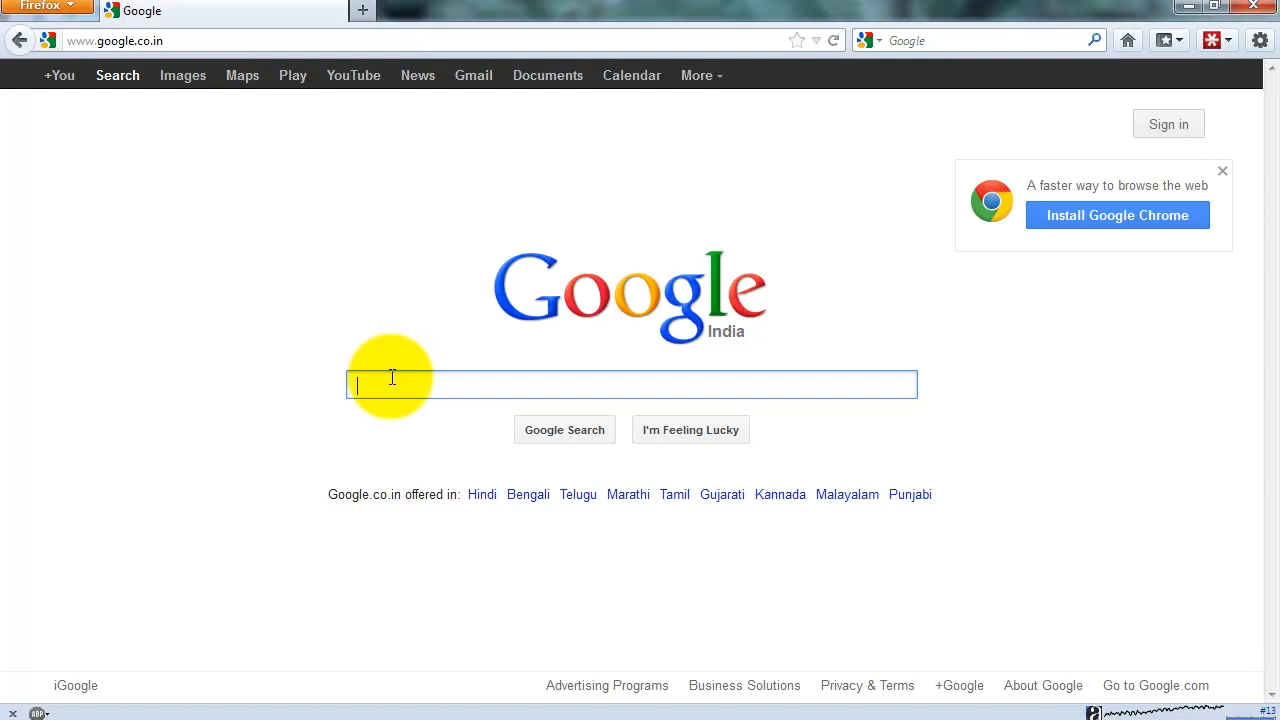 Firefox
Google
www.google.co.in
Google
+You Search Images Maps Play YouTube News Gmail Documents Calendar More
Sign in
A faster way to browse the web
Install Google Chrome
Google
India
Google Search I'm Feeling Lucky
Google.co.in offered in: Hindi Bengali Telugu Marathi Tamil Gujarati Kannada Malayalam Punjabi
iGoogle Advertising Programs Business Solutions Privacy & Terms +Google About Google Go to Google.com
ABP #13